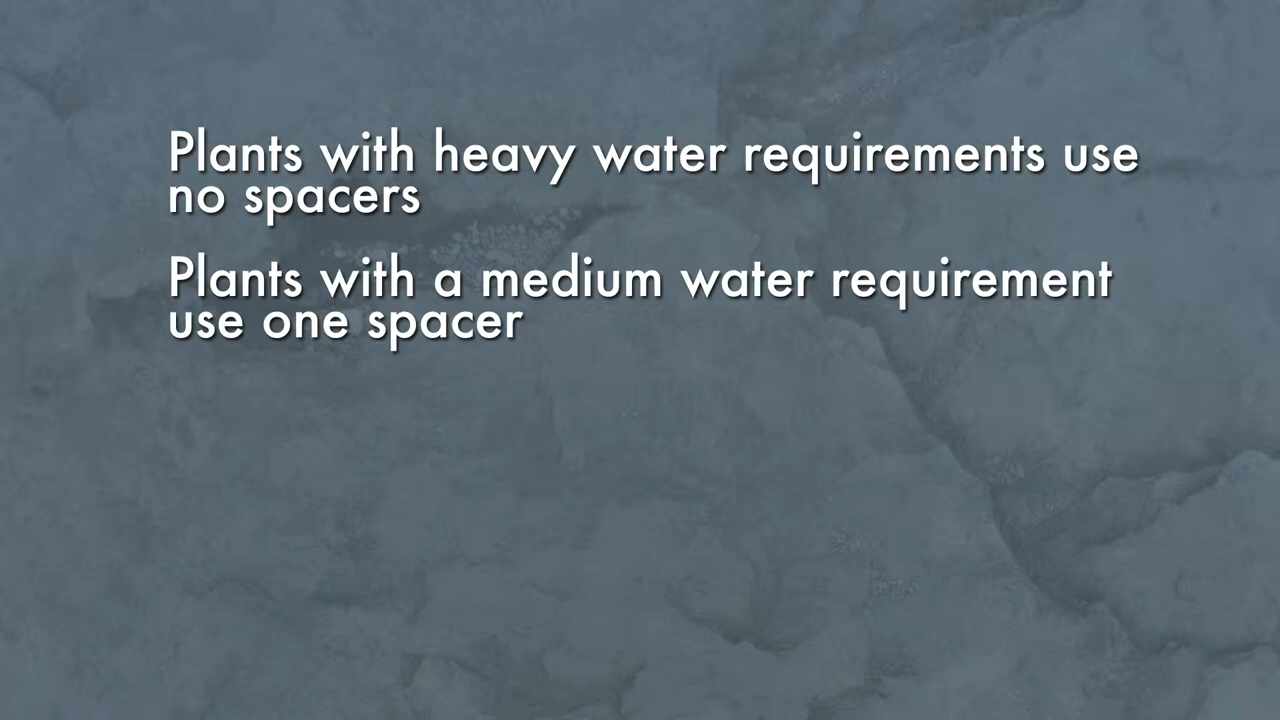 Plants with heavy water requirements use
no spacers
Plants with a medium water requirement
use one spacer